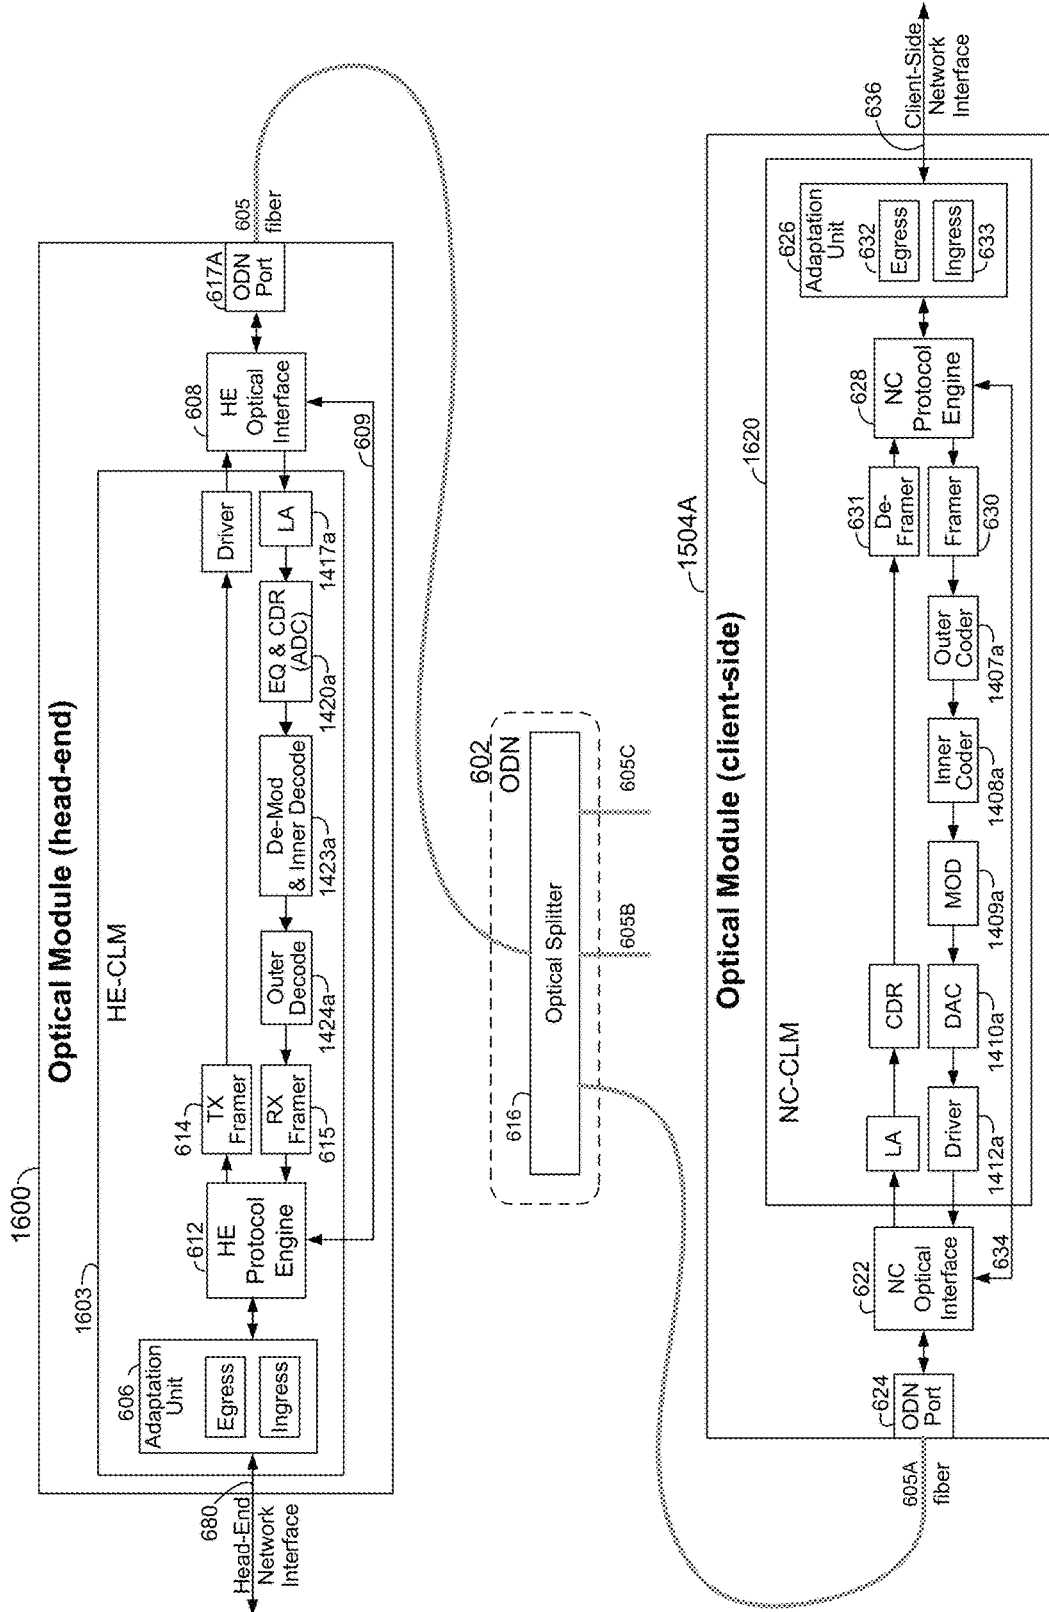 Optical Module (head-end)
1600
1603
HE-CLM
Head-End
Network
Interface
680
606
Adaptation
Unit
Egress
Ingress
612
HE
Protocol
Engine
614
TX
Framer
RX
Framer
615
Outer
Decode
1424a
De-Mod
& Inner Decode
1423a
EQ & CDR
(ADC)
1420a
Driver
LA
1417a
608
HE
Optical
Interface
609
617A
ODN
Port
605
fiber
602
ODN
616
Optical Splitter
605B
605C
1504A
Optical Module (client-side)
1620
NC-CLM
605A
fiber
624
ODN
Port
622
NC
Optical
Interface
634
LA
CDR
Driver
1412a
DAC
1410a
MOD
1409a
Inner
Coder
1408a
Outer
Coder
1407a
631
De-
Framer
Framer
630
628
NC
Protocol
Engine
626
Adaptation
Unit
632
Egress
Ingress
633
636
Client-Side
Network
Interface